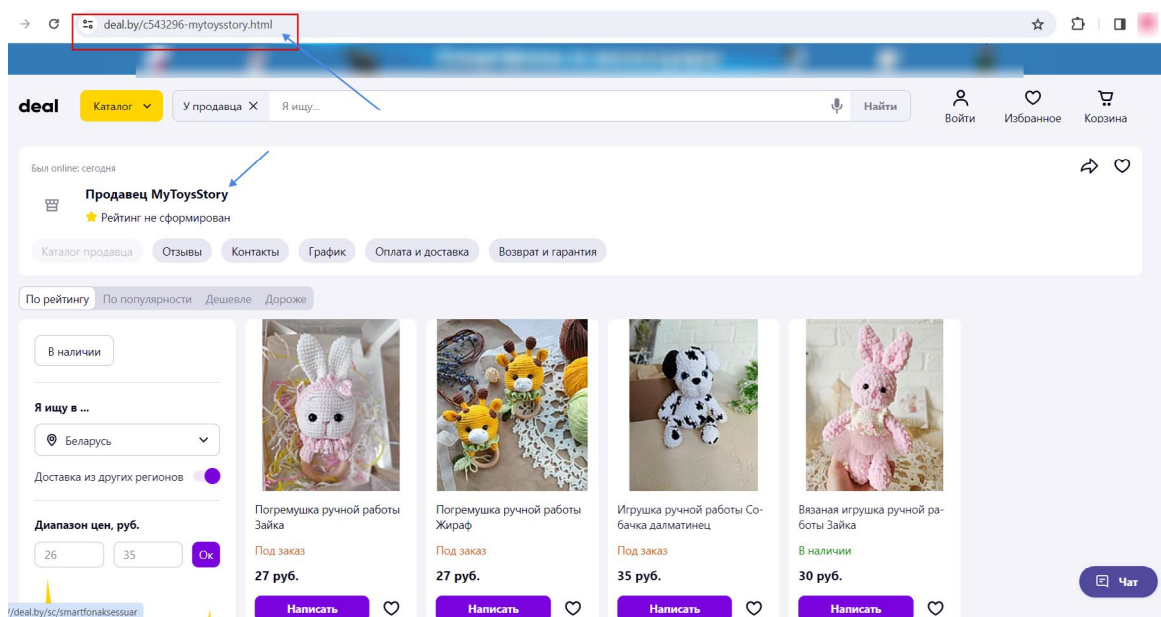 deal.by/c543296-mytoysstory.html
deal
Каталог
У продавца
Я ищу...
Найти
Войти
Избранное
Корзина
Был online: сегодня
Продавец MyToysStory
Рейтинг не сформирован
Каталог продавца
Отзывы
Контакты
График
Оплата и доставка
Возврат и гарантия
По рейтингу
По популярности
Дешевле
Дороже
В наличии
Я ищу в ...
Беларусь
Доставка из других регионов
Диапазон цен, руб.
26
35
Ок
Погремушка ручной работы
Зайка
Под заказ
27 руб.
Написать
Погремушка ручной работы
Жираф
Под заказ
27 руб.
Написать
Игрушка ручной работы Со-
бачка далматинец
Под заказ
35 руб.
Написать
Вязаная игрушка ручной ра-
боты Зайка
В наличии
30 руб.
Написать
Чат
//deal.by/sc/smartfonaksessuar